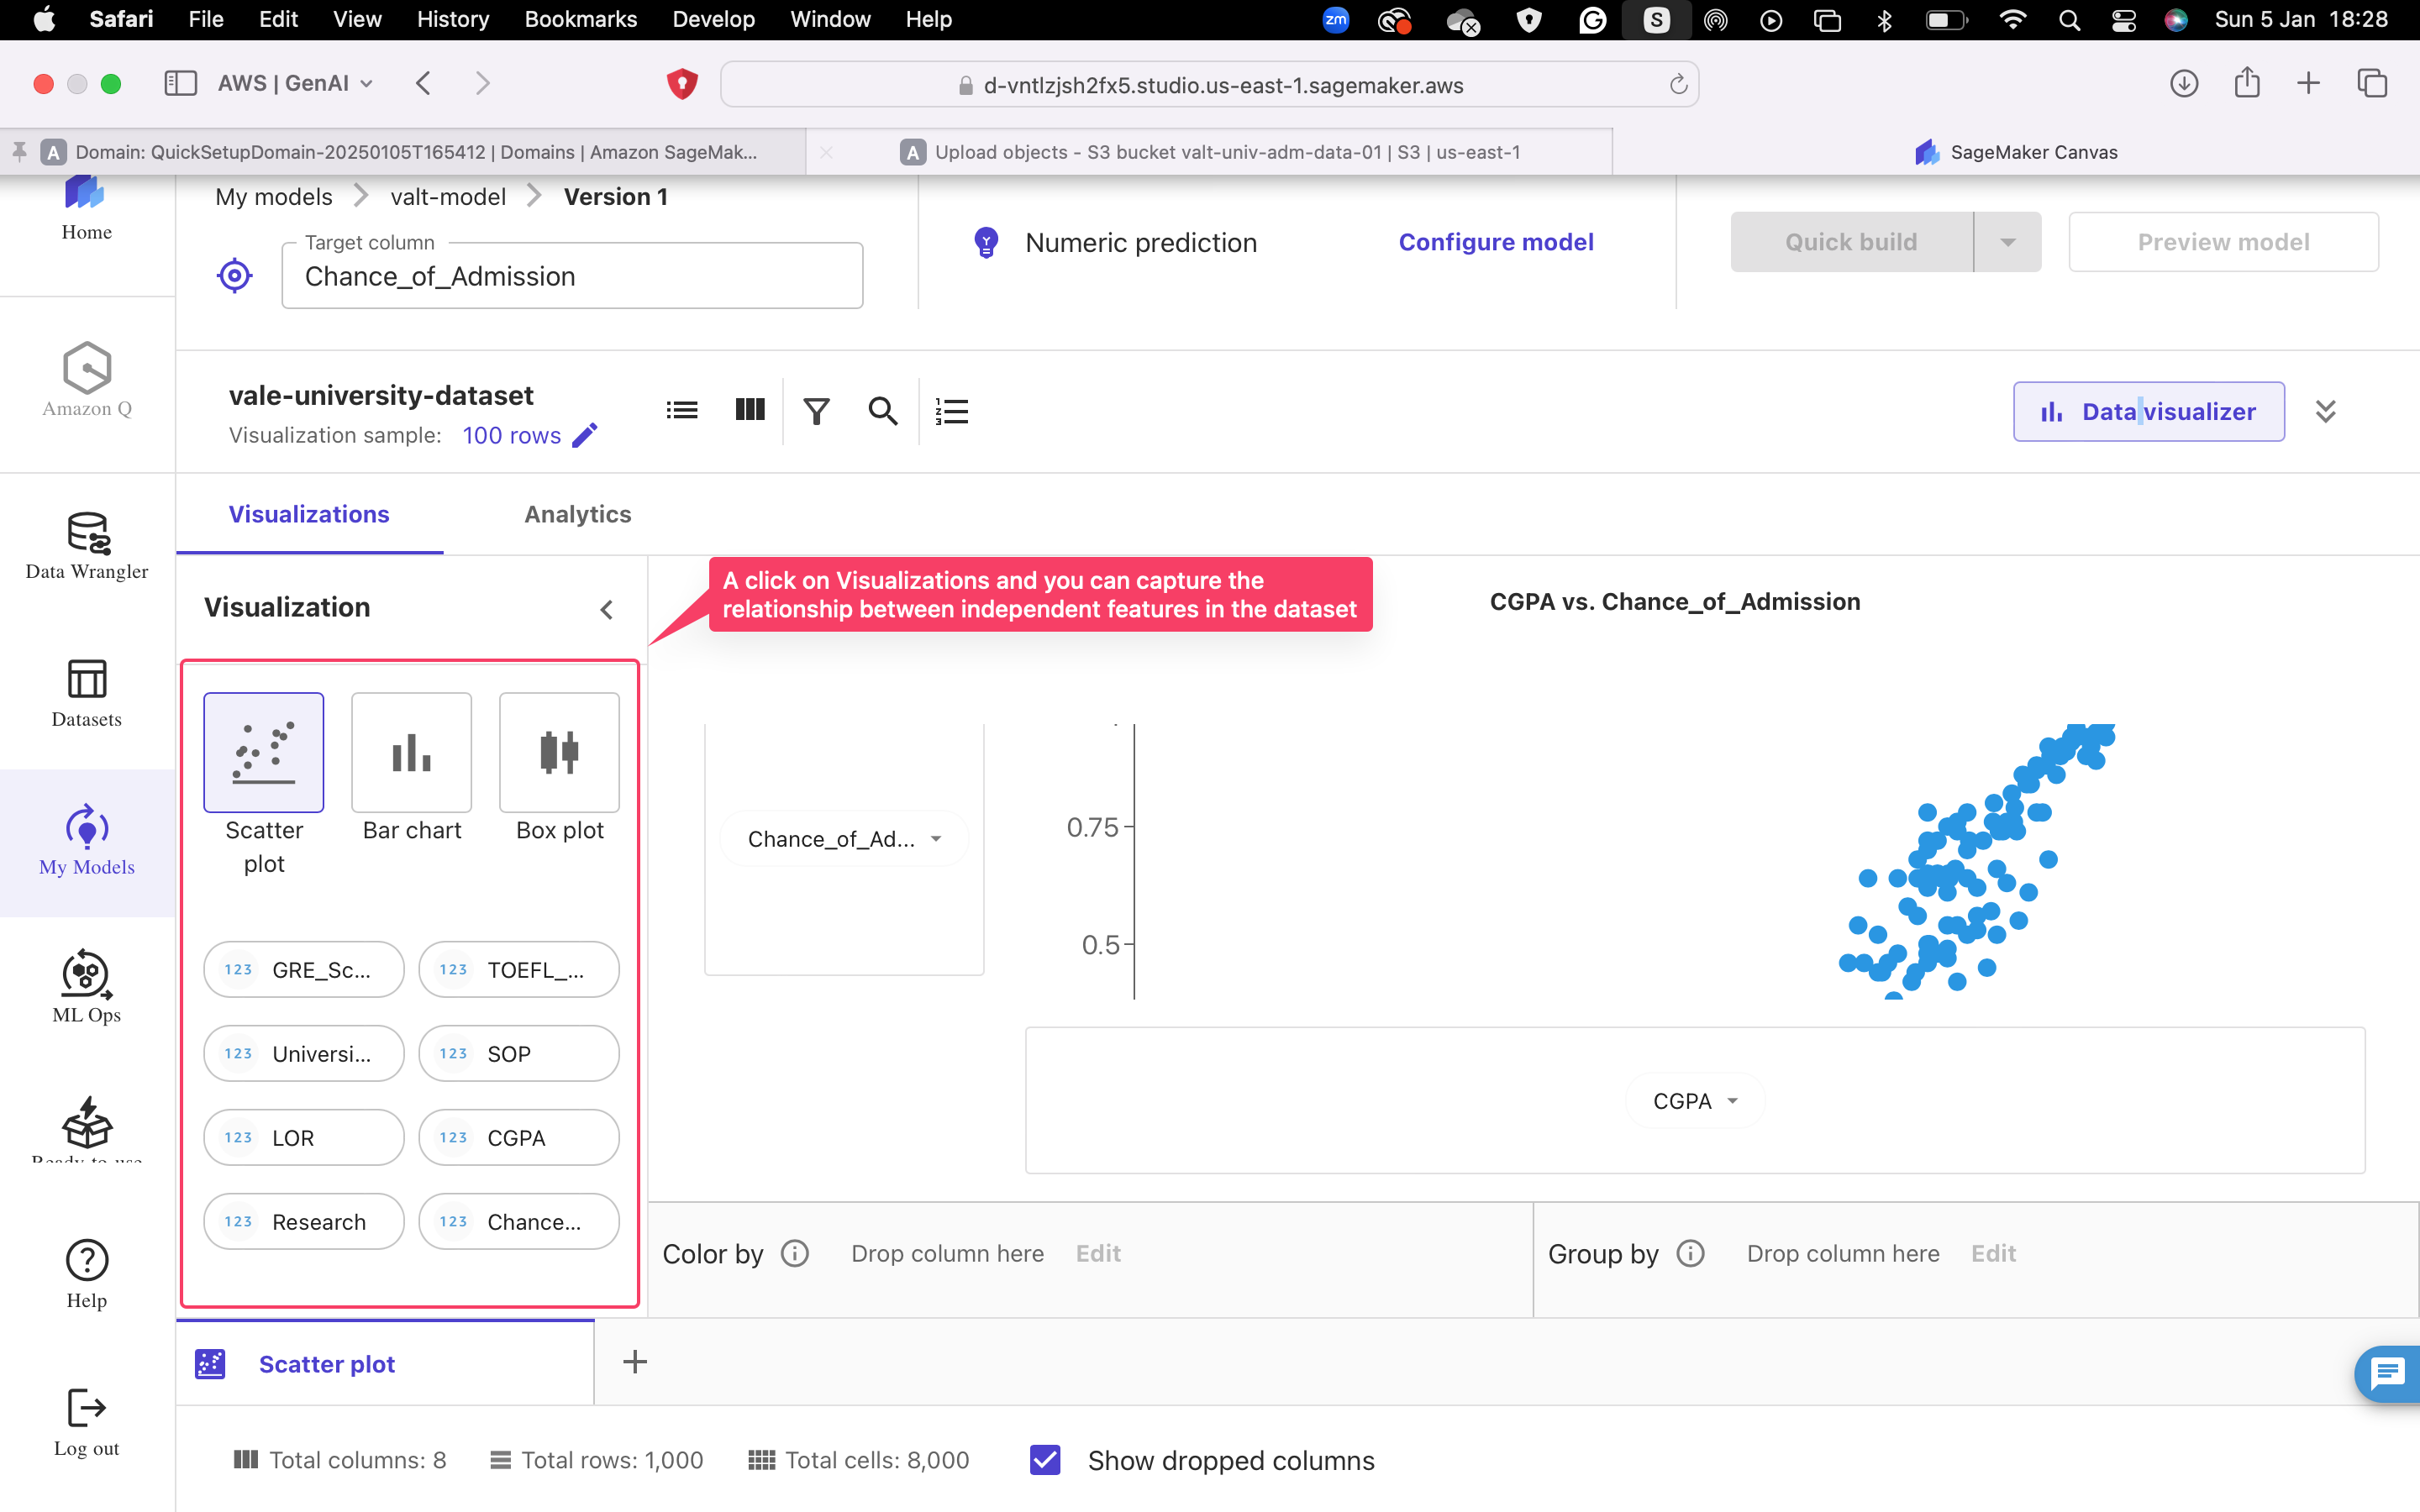 Safari File Edit View History Bookmarks Develop Window Help zm S Sun 5 Jan 18:28
AWS | GenAI d-vntlzjsh2fx5.studio.us-east-1.sagemaker.aws
A Domain: QuickSetupDomain-20250105T165412 | Domains | Amazon SageMak... A Upload objects - S3 bucket valt-univ-adm-data-01 | S3 | us-east-1 SageMaker Canvas
Home
Amazon Q
Data Wrangler
Datasets
My Models
ML Ops
Ready-to-use
Help
Log out
My models valt-model Version 1
Target column
Chance_of_Admission
Numeric prediction Configure model Quick build Preview model
vale-university-dataset
Visualization sample: 100 rows
Data visualizer
Visualizations Analytics
Visualization
A click on Visualizations and you can capture the
relationship between independent features in the dataset
Scatter
plot
Bar chart
Box plot
123 GRE_Sc... 123 TOEFL_...
123 Universi... 123 SOP
123 LOR 123 CGPA
123 Research 123 Chance...
CGPA vs. Chance_of_Admission
Chance_of_Ad...
0.75
0.5
CGPA
Color by Drop column here Edit
Group by Drop column here Edit
Scatter plot
Total columns: 8 Total rows: 1,000 Total cells: 8,000 Show dropped columns